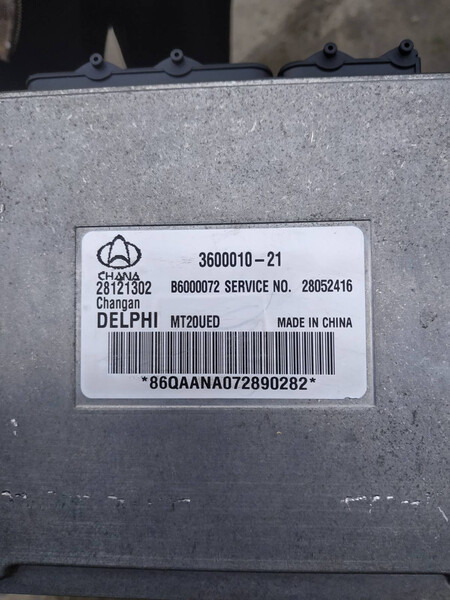 3600010-21
CHANA
28121302 B6000072 SERVICE NO. 28052416
Changan
DELPHI MT20UED MADE IN CHINA
*86QAANA072890282*